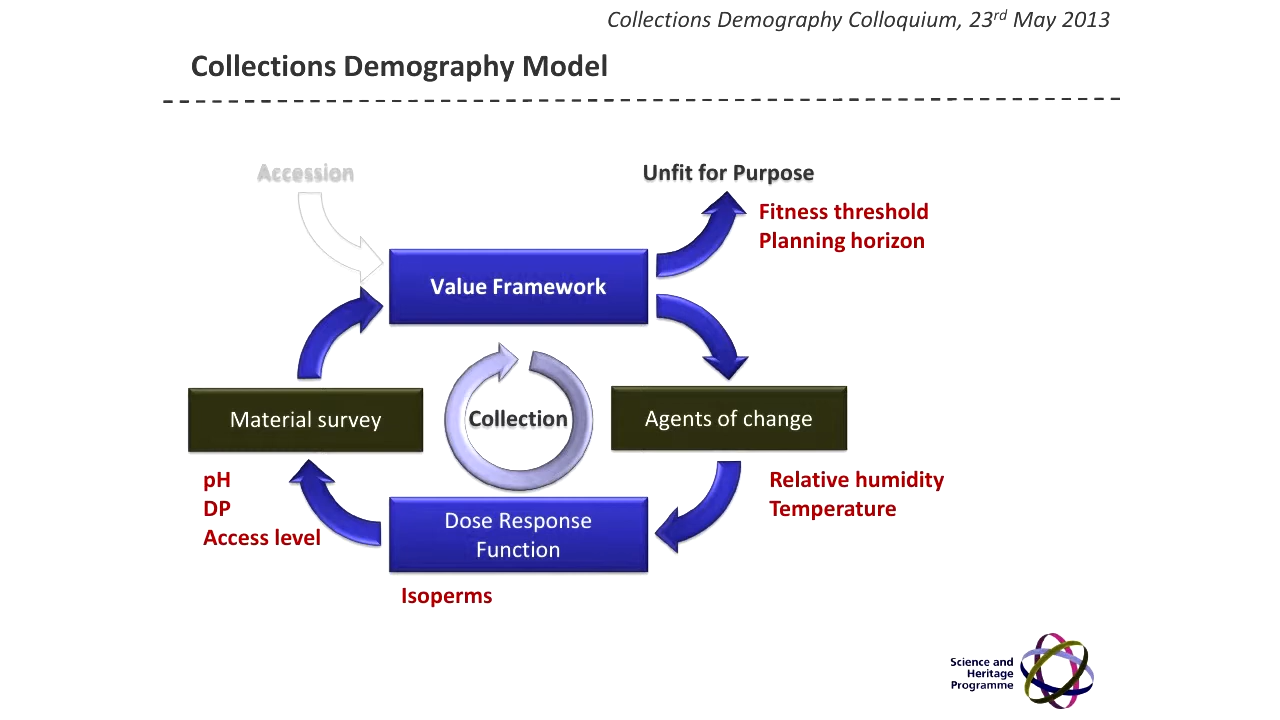 Collections Demography Colloquium, 23rd May 2013
Collections Demography Model
Accession
Unfit for Purpose
Fitness threshold
Planning horizon
Value Framework
Material survey
Collection
Agents of change
pH
DP
Access level
Relative humidity
Temperature
Dose Response
Function
Isoperms
Science and
Heritage
Programme